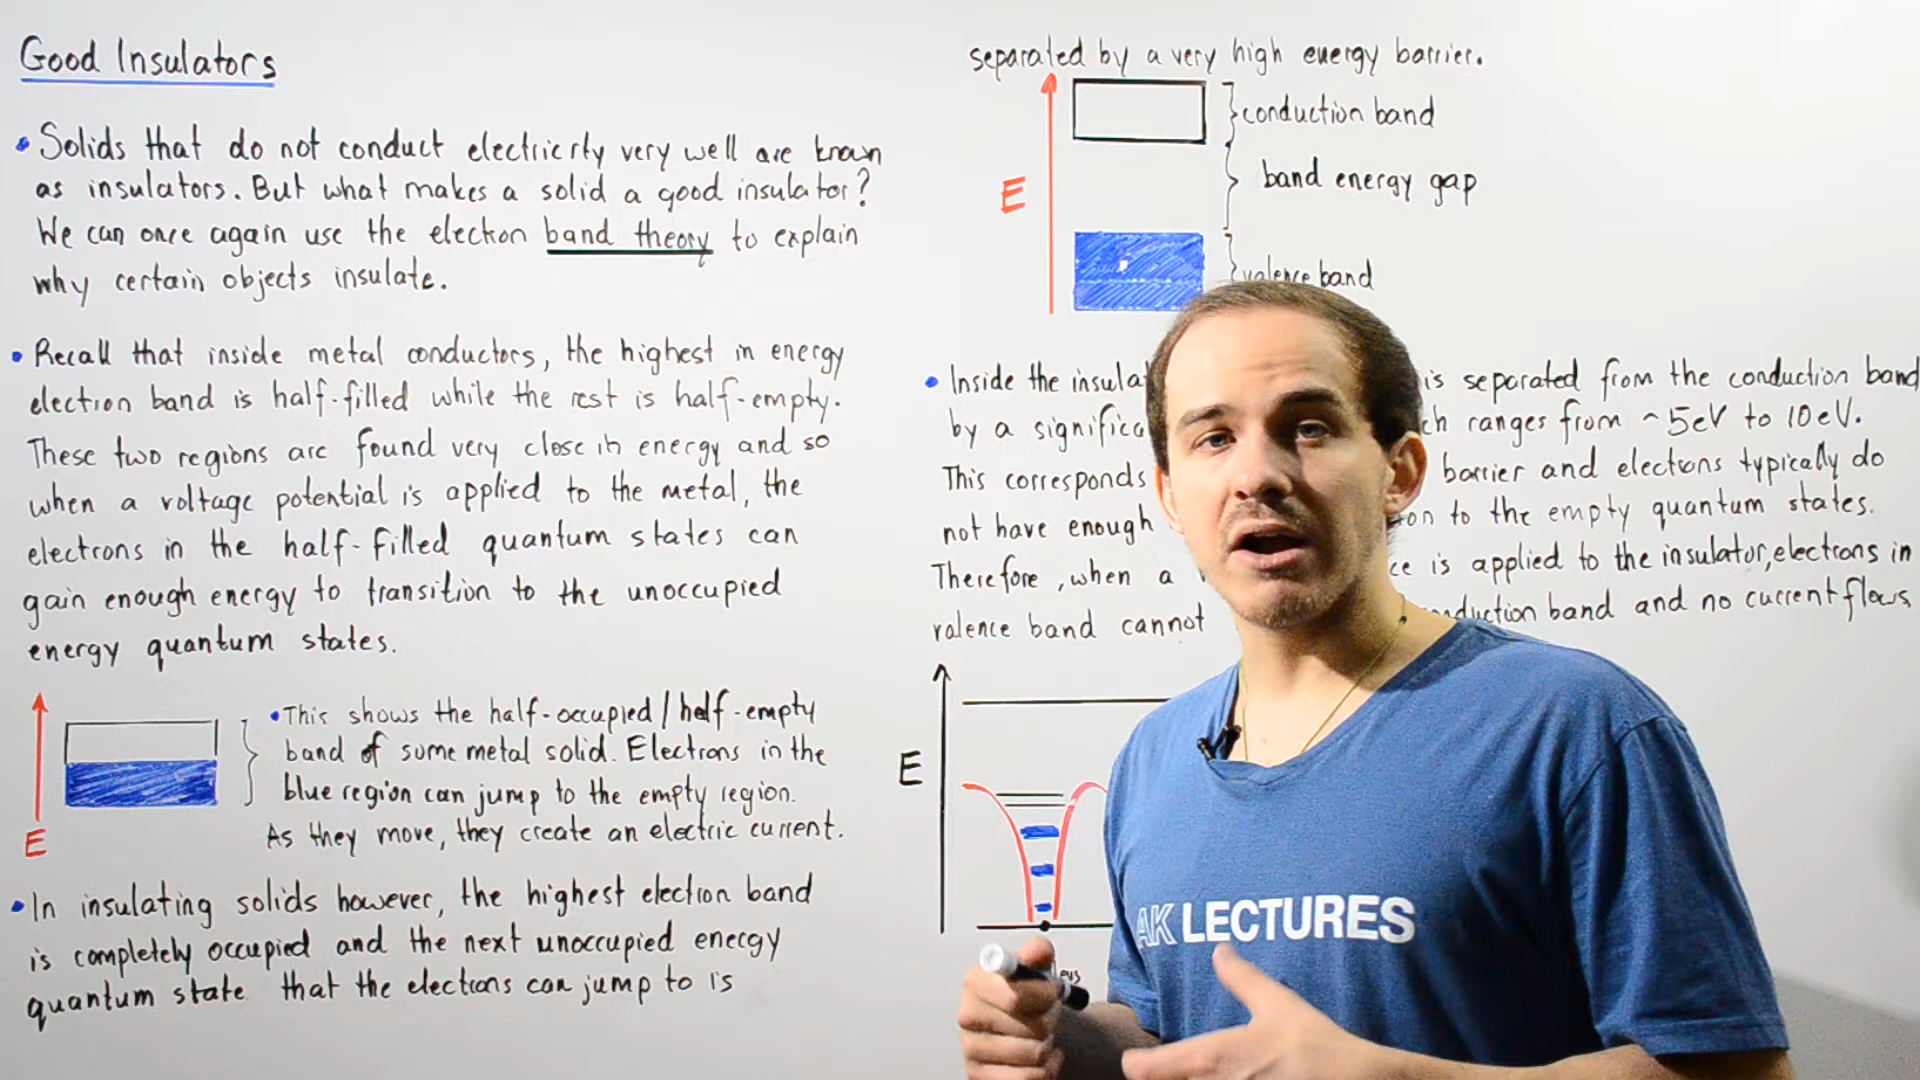 Good Insulators
• Solids that do not conduct electricity very well are known
as insulators. But what makes a solid a good insulator?
We can once again use the electron band theory to explain
why certain objects insulate.
• Recall that inside metal conductors, the highest in energy
electron band is half-filled while the rest is half-empty.
These two regions are found very close in energy and so
when a voltage potential is applied to the metal, the
electrons in the half-filled quantum states can
gain enough energy to transition to the unoccupied
energy quantum states.
E
• This shows the half-occupied/half-empty
band of some metal solid. Electrons in the
blue region can jump to the empty region.
As they move, they create an electric current.
• In insulating solids however, the highest electron band
is completely occupied and the next unoccupied energy
quantum state that the electrons can jump to is
separated by a very high energy barrier.
E
conduction band
band energy gap
valence band
• Inside the is separated from the conduction band
by a ranges from ~5eV to 10eV.
This corresponds barrier and electrons typically do
not have enough to the empty quantum states.
Therefore, when a is applied to the insulator, electrons in
valence band cannot band and no current flows
E
AK LECTURES